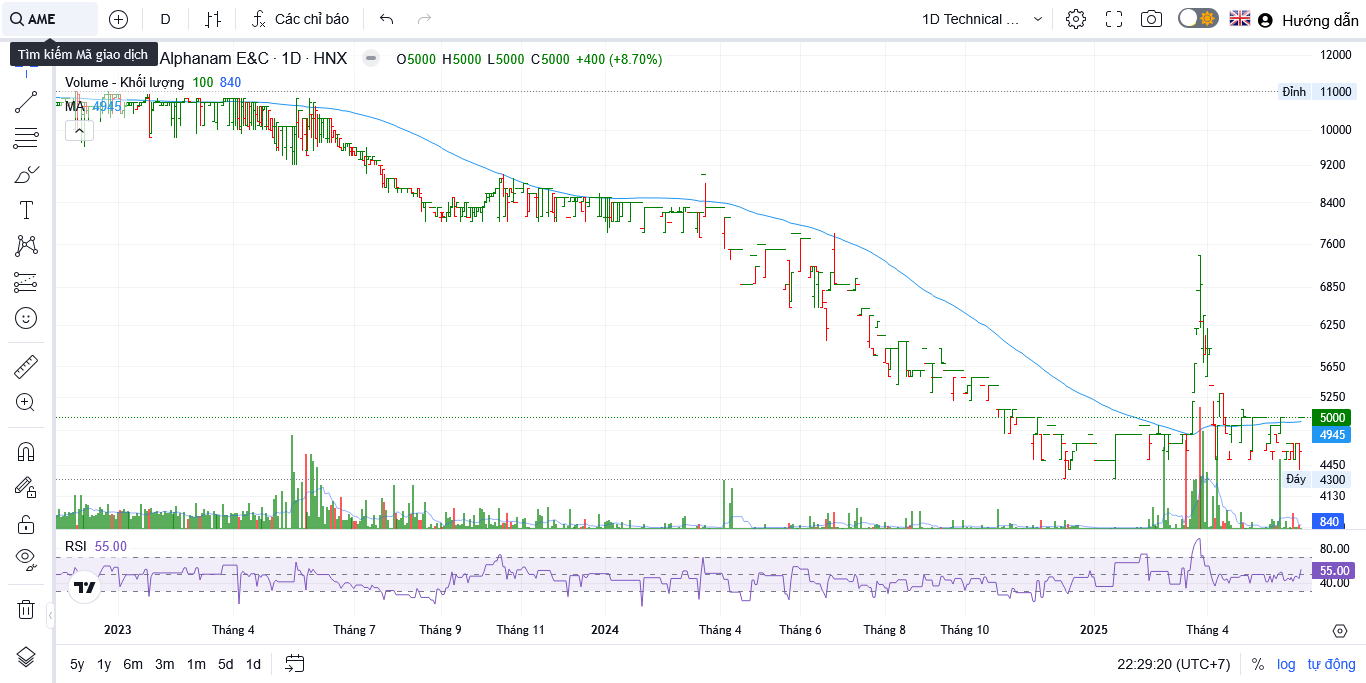 AME D Các chỉ báo 1D Technical ... Hướng dẫn
Tìm kiếm Mã giao dịch Alphanam E&C · 1D · HNX O5000 H5000 L5000 C5000 +400 (+8.70%)
Volume - Khối lượng 100 840
MA 4945
12000
Đỉnh 11000
10000
9200
8400
7600
6850
6250
5650
5250
5000
4945
4450
Đáy 4300
4130
840
RSI 55.00
80.00
55.00
40.00
2023 Tháng 4 Tháng 7 Tháng 9 Tháng 11 2024 Tháng 4 Tháng 6 Tháng 8 Tháng 10 2025 Tháng 4
5y 1y 6m 3m 1m 5d 1d 22:29:20 (UTC+7) % log tự động